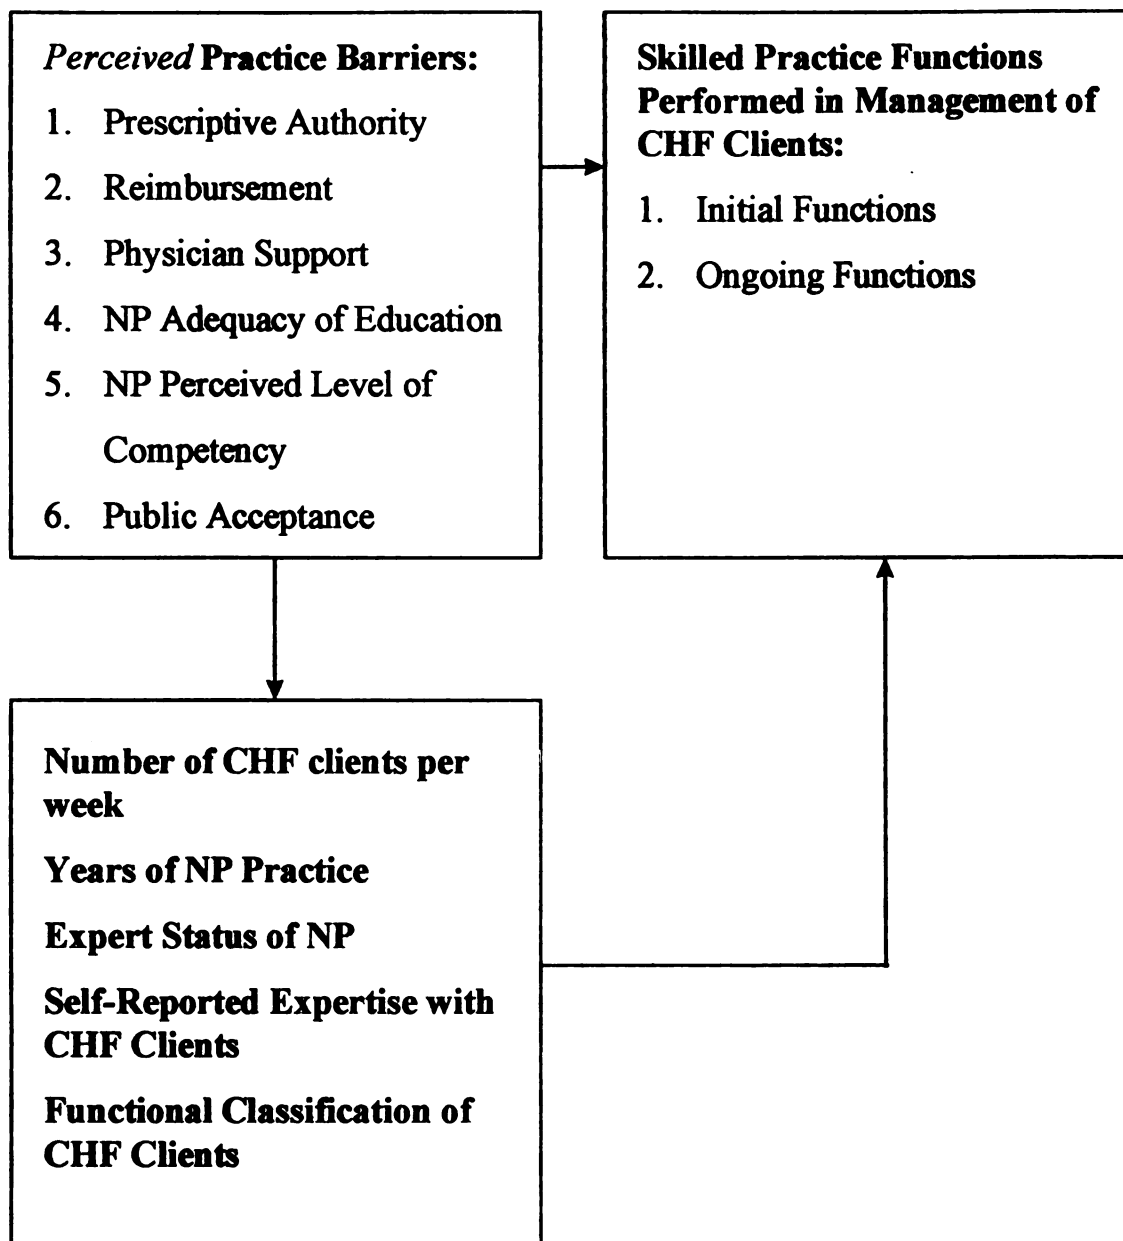 Perceived Practice Barriers:
1. Prescriptive Authority
2. Reimbursement
3. Physician Support
4. NP Adequacy of Education
5. NP Perceived Level of
Competency
6. Public Acceptance
Skilled Practice Functions
Performed in Management of
CHF Clients:
1. Initial Functions
2. Ongoing Functions
Number of CHF clients per
week
Years of NP Practice
Expert Status of NP
Self-Reported Expertise with
CHF Clients
Functional Classification of
CHF Clients